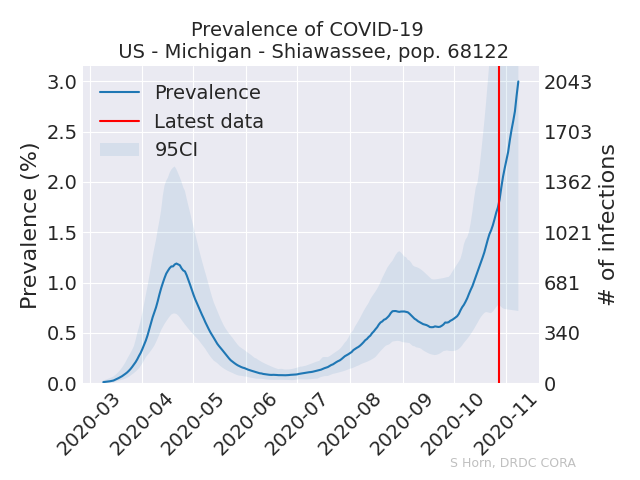 Prevalence of COVID-19
US - Michigan - Shiawassee, pop. 68122
Prevalence
Latest data
95CI
Prevalence (%)
3.0
2.5
2.0
1.5
1.0
0.5
0.0
2043
1703
1362
1021
681
340
0
# of infections
2020-03
2020-04
2020-05
2020-06
2020-07
2020-08
2020-09
2020-10
2020-11
S Horn, DRDC CORA